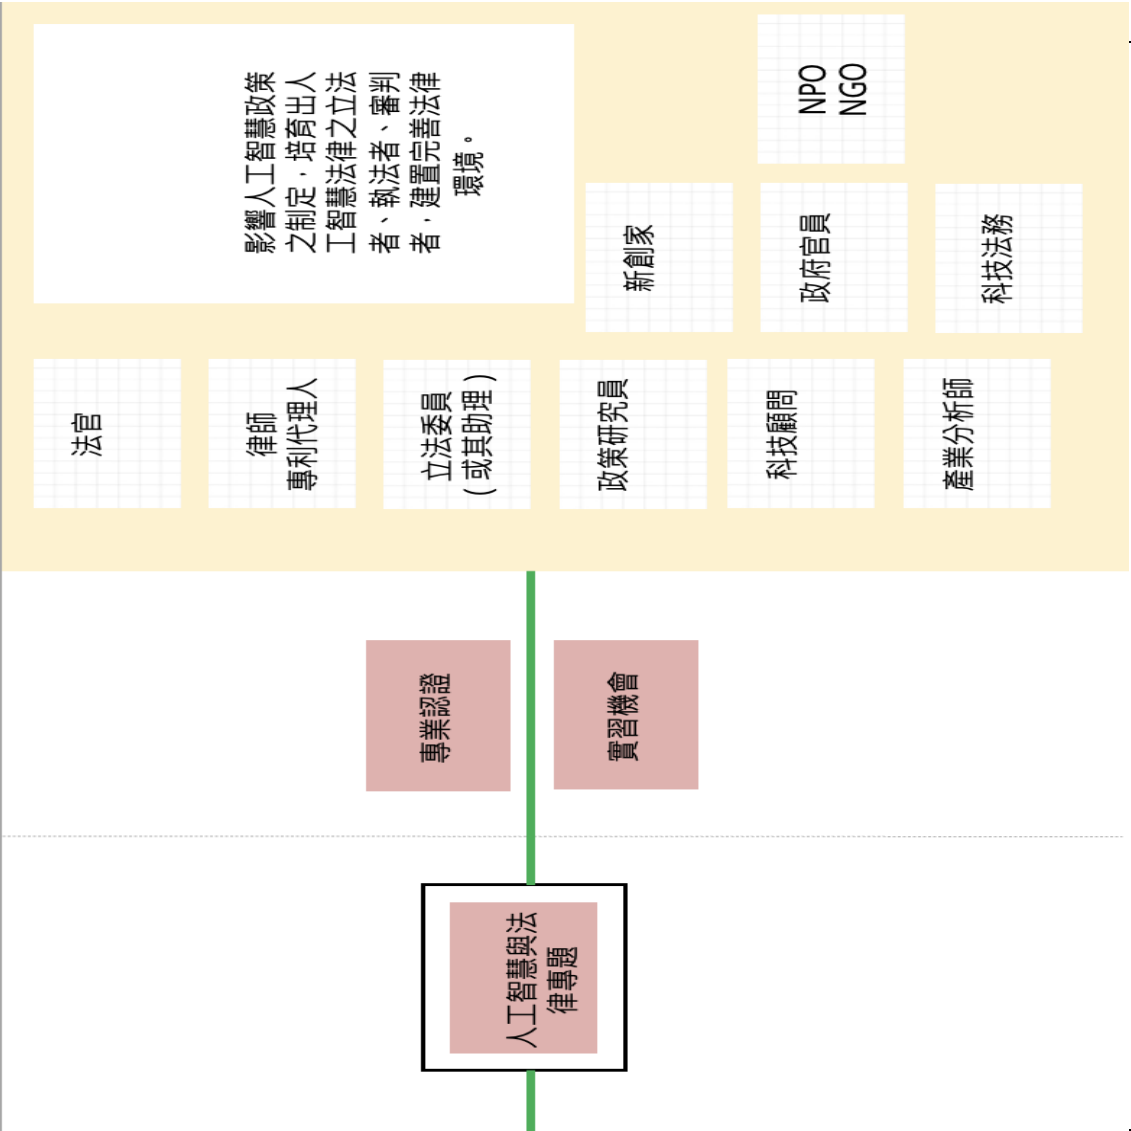 影響人工智慧政策
之制定，培育出人
工智慧法律之立法
者、執法者、審判
者，建置完善法律
環境。
NPO
NGO
新創家
政府官員
科技法務
法官
律師
專利代理人
立法委員
（或其助理）
政策研究員
科技顧問
產業分析師
專業認證
實習機會
人工智慧與法
律專題